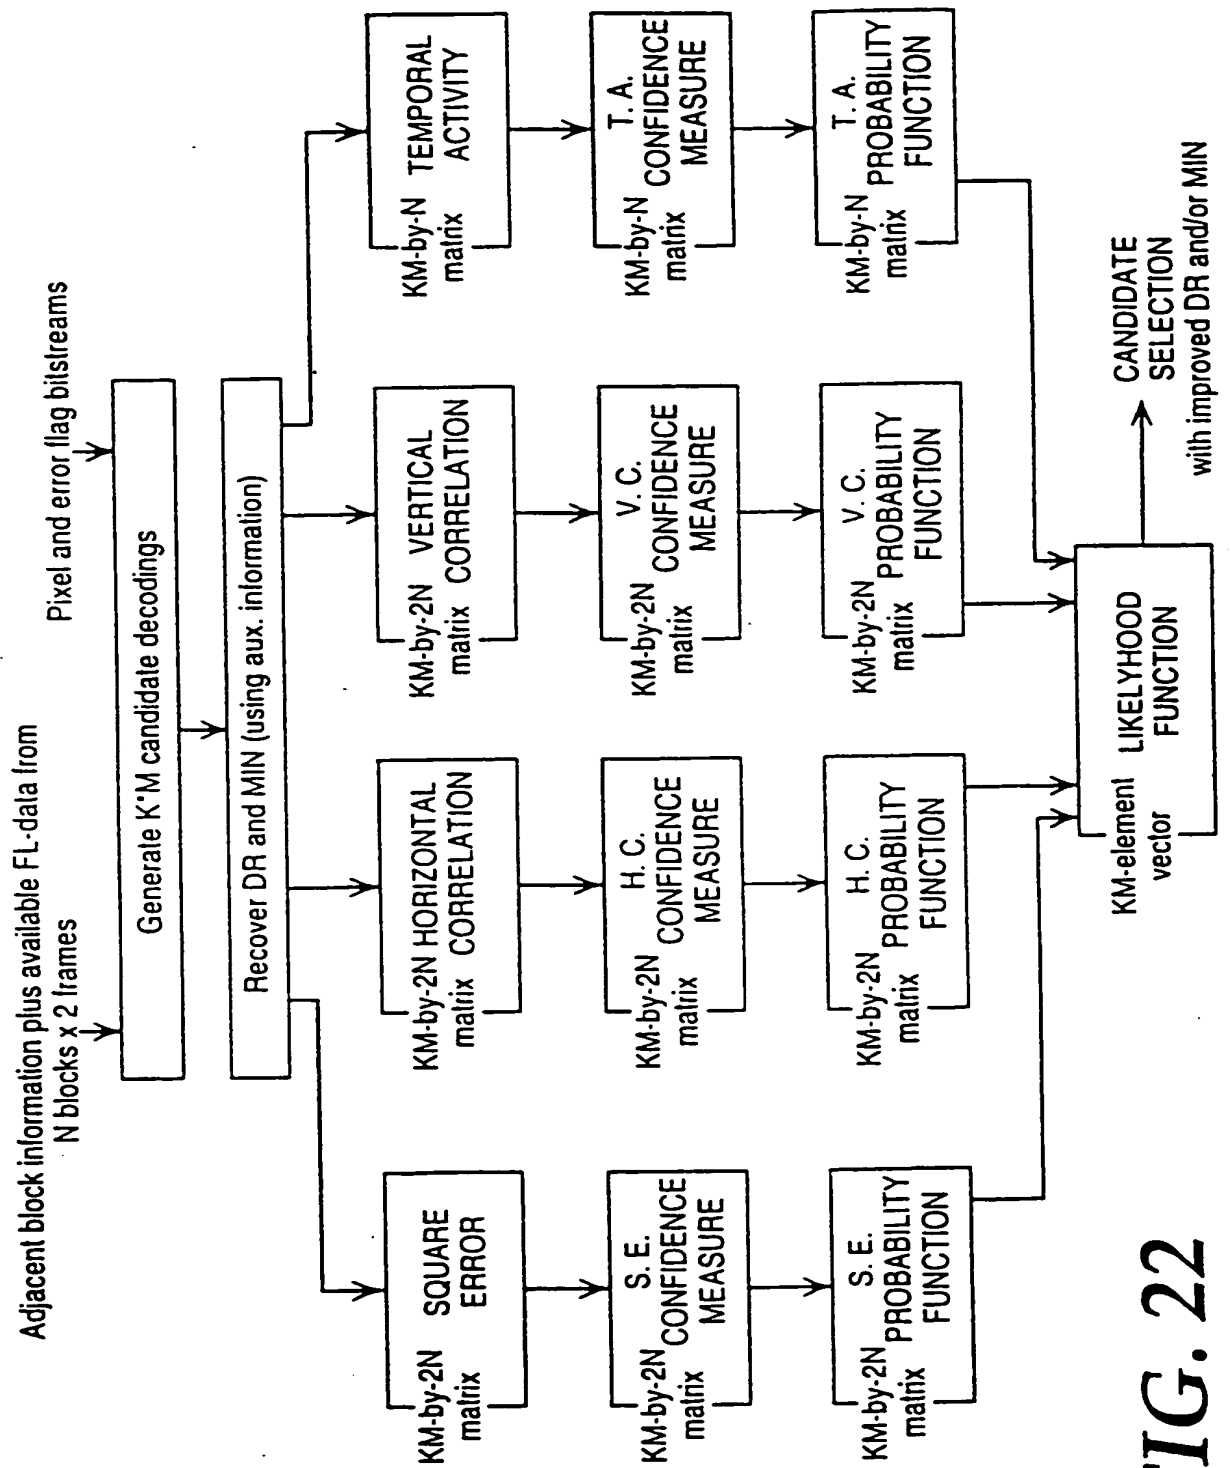 Adjacent block information plus available FL-data from
N blocks x 2 frames
Pixel and error flag bitstreams
Generate K*M candidate decodings
Recover DR and MIN (using aux. information)
KM-by-2N
matrix
SQUARE
ERROR
KM-by-2N
matrix
HORIZONTAL
CORRELATION
KM-by-2N
matrix
VERTICAL
CORRELATION
KM-by-N
matrix
TEMPORAL
ACTIVITY
KM-by-2N
matrix
S. E.
CONFIDENCE
MEASURE
KM-by-2N
matrix
H. C.
CONFIDENCE
MEASURE
KM-by-2N
matrix
V. C.
CONFIDENCE
MEASURE
KM-by-N
matrix
T. A.
CONFIDENCE
MEASURE
KM-by-2N
matrix
S. E.
PROBABILITY
FUNCTION
KM-by-2N
matrix
H. C.
PROBABILITY
FUNCTION
KM-by-2N
matrix
V. C.
PROBABILITY
FUNCTION
KM-by-N
matrix
T. A.
PROBABILITY
FUNCTION
KM-element
vector
LIKELYHOOD
FUNCTION
CANDIDATE
SELECTION
with improved DR and/or MIN
FIG. 22